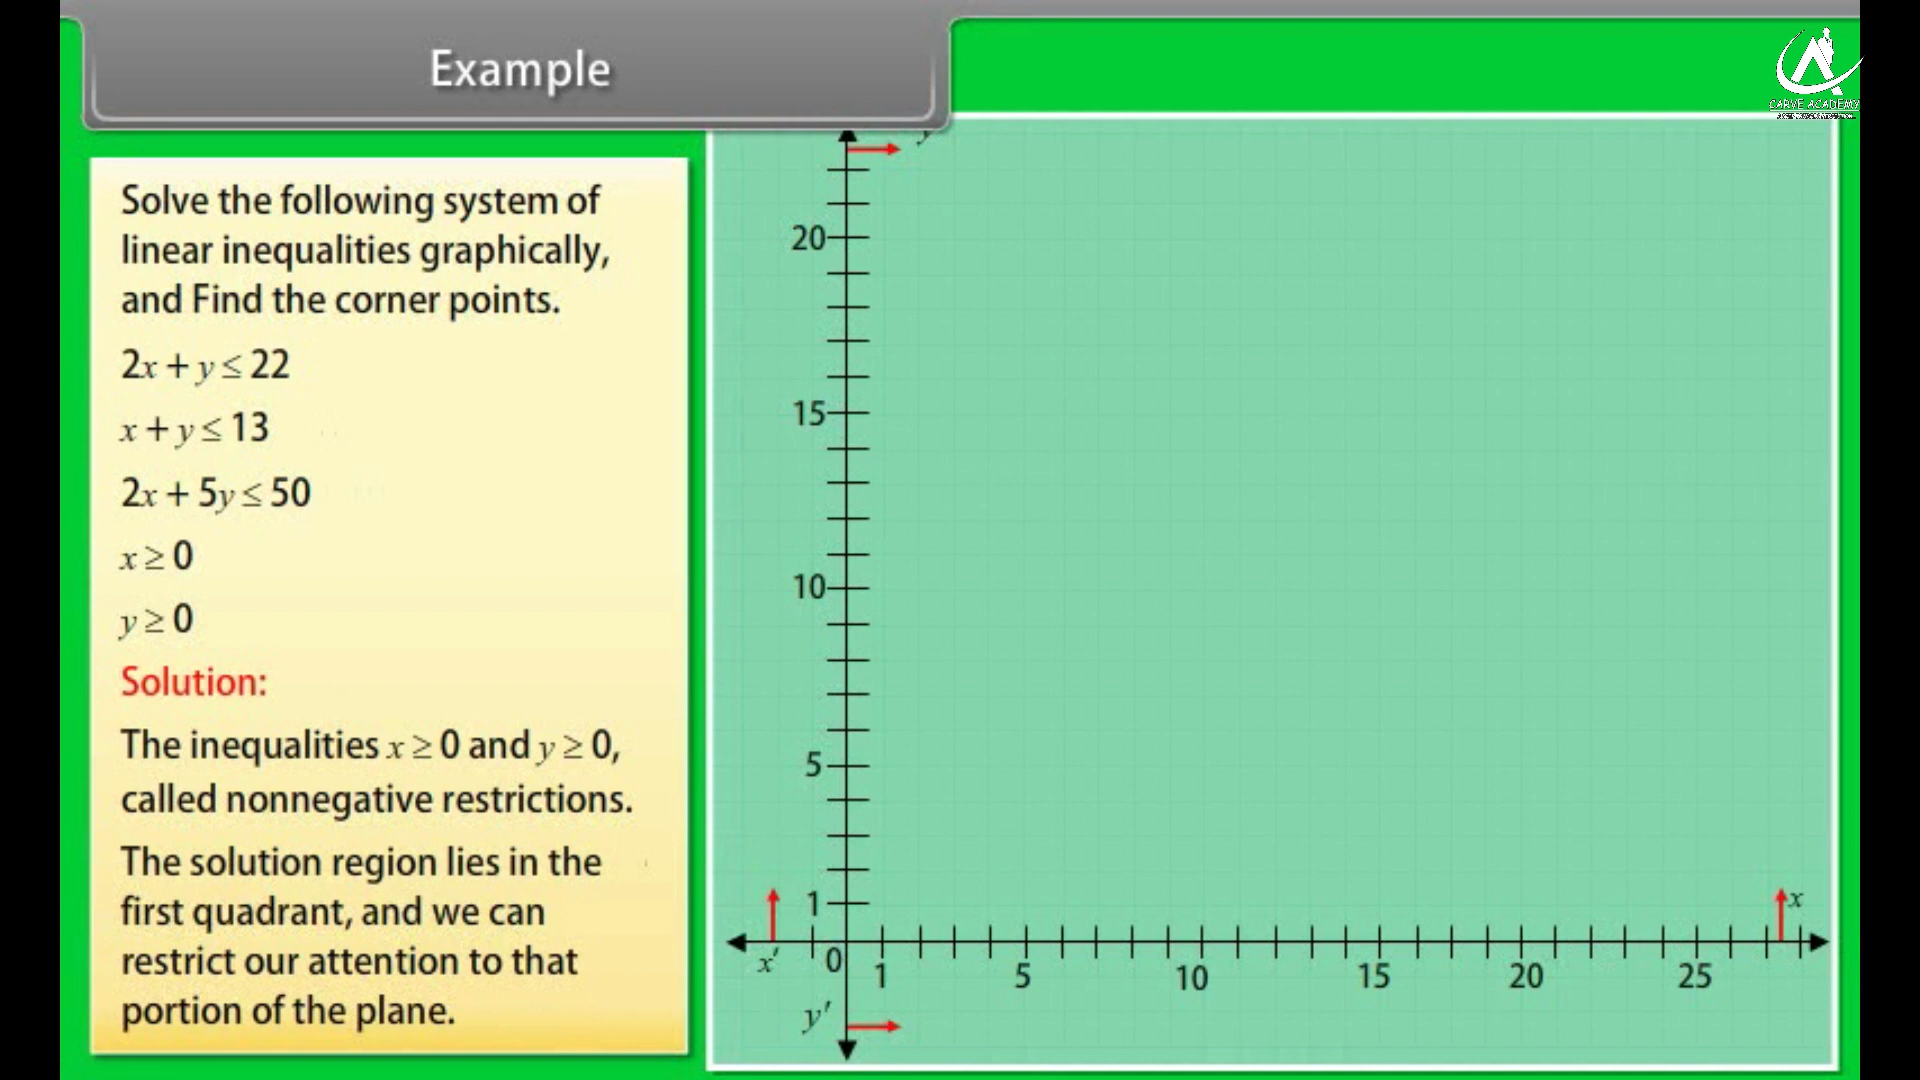 Example
CARVE ACADEMY
Solve the following system of
linear inequalities graphically,
and Find the corner points.
2x + y ≤ 22
x + y ≤ 13
2x + 5y ≤ 50
x ≥ 0
y ≥ 0
Solution:
The inequalities x ≥ 0 and y ≥ 0,
called nonnegative restrictions.
The solution region lies in the
first quadrant, and we can
restrict our attention to that
portion of the plane.
y
20
15
10
5
1
x
x′ 0 1 5 10 15 20 25
y′